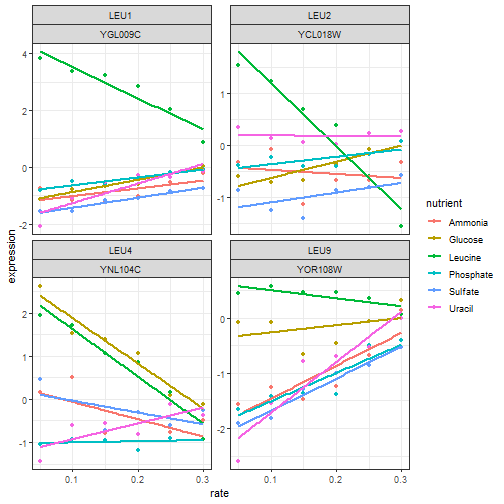 LEU1 LEU2
YGL009C YCL018W
4
2
0
-2
1
0
-1
expression
LEU4 LEU9
YNL104C YOR108W
2
1
0
-1
0
-1
-2
0.1 0.2 0.3 0.1 0.2 0.3
rate
nutrient
Ammonia
Glucose
Leucine
Phosphate
Sulfate
Uracil